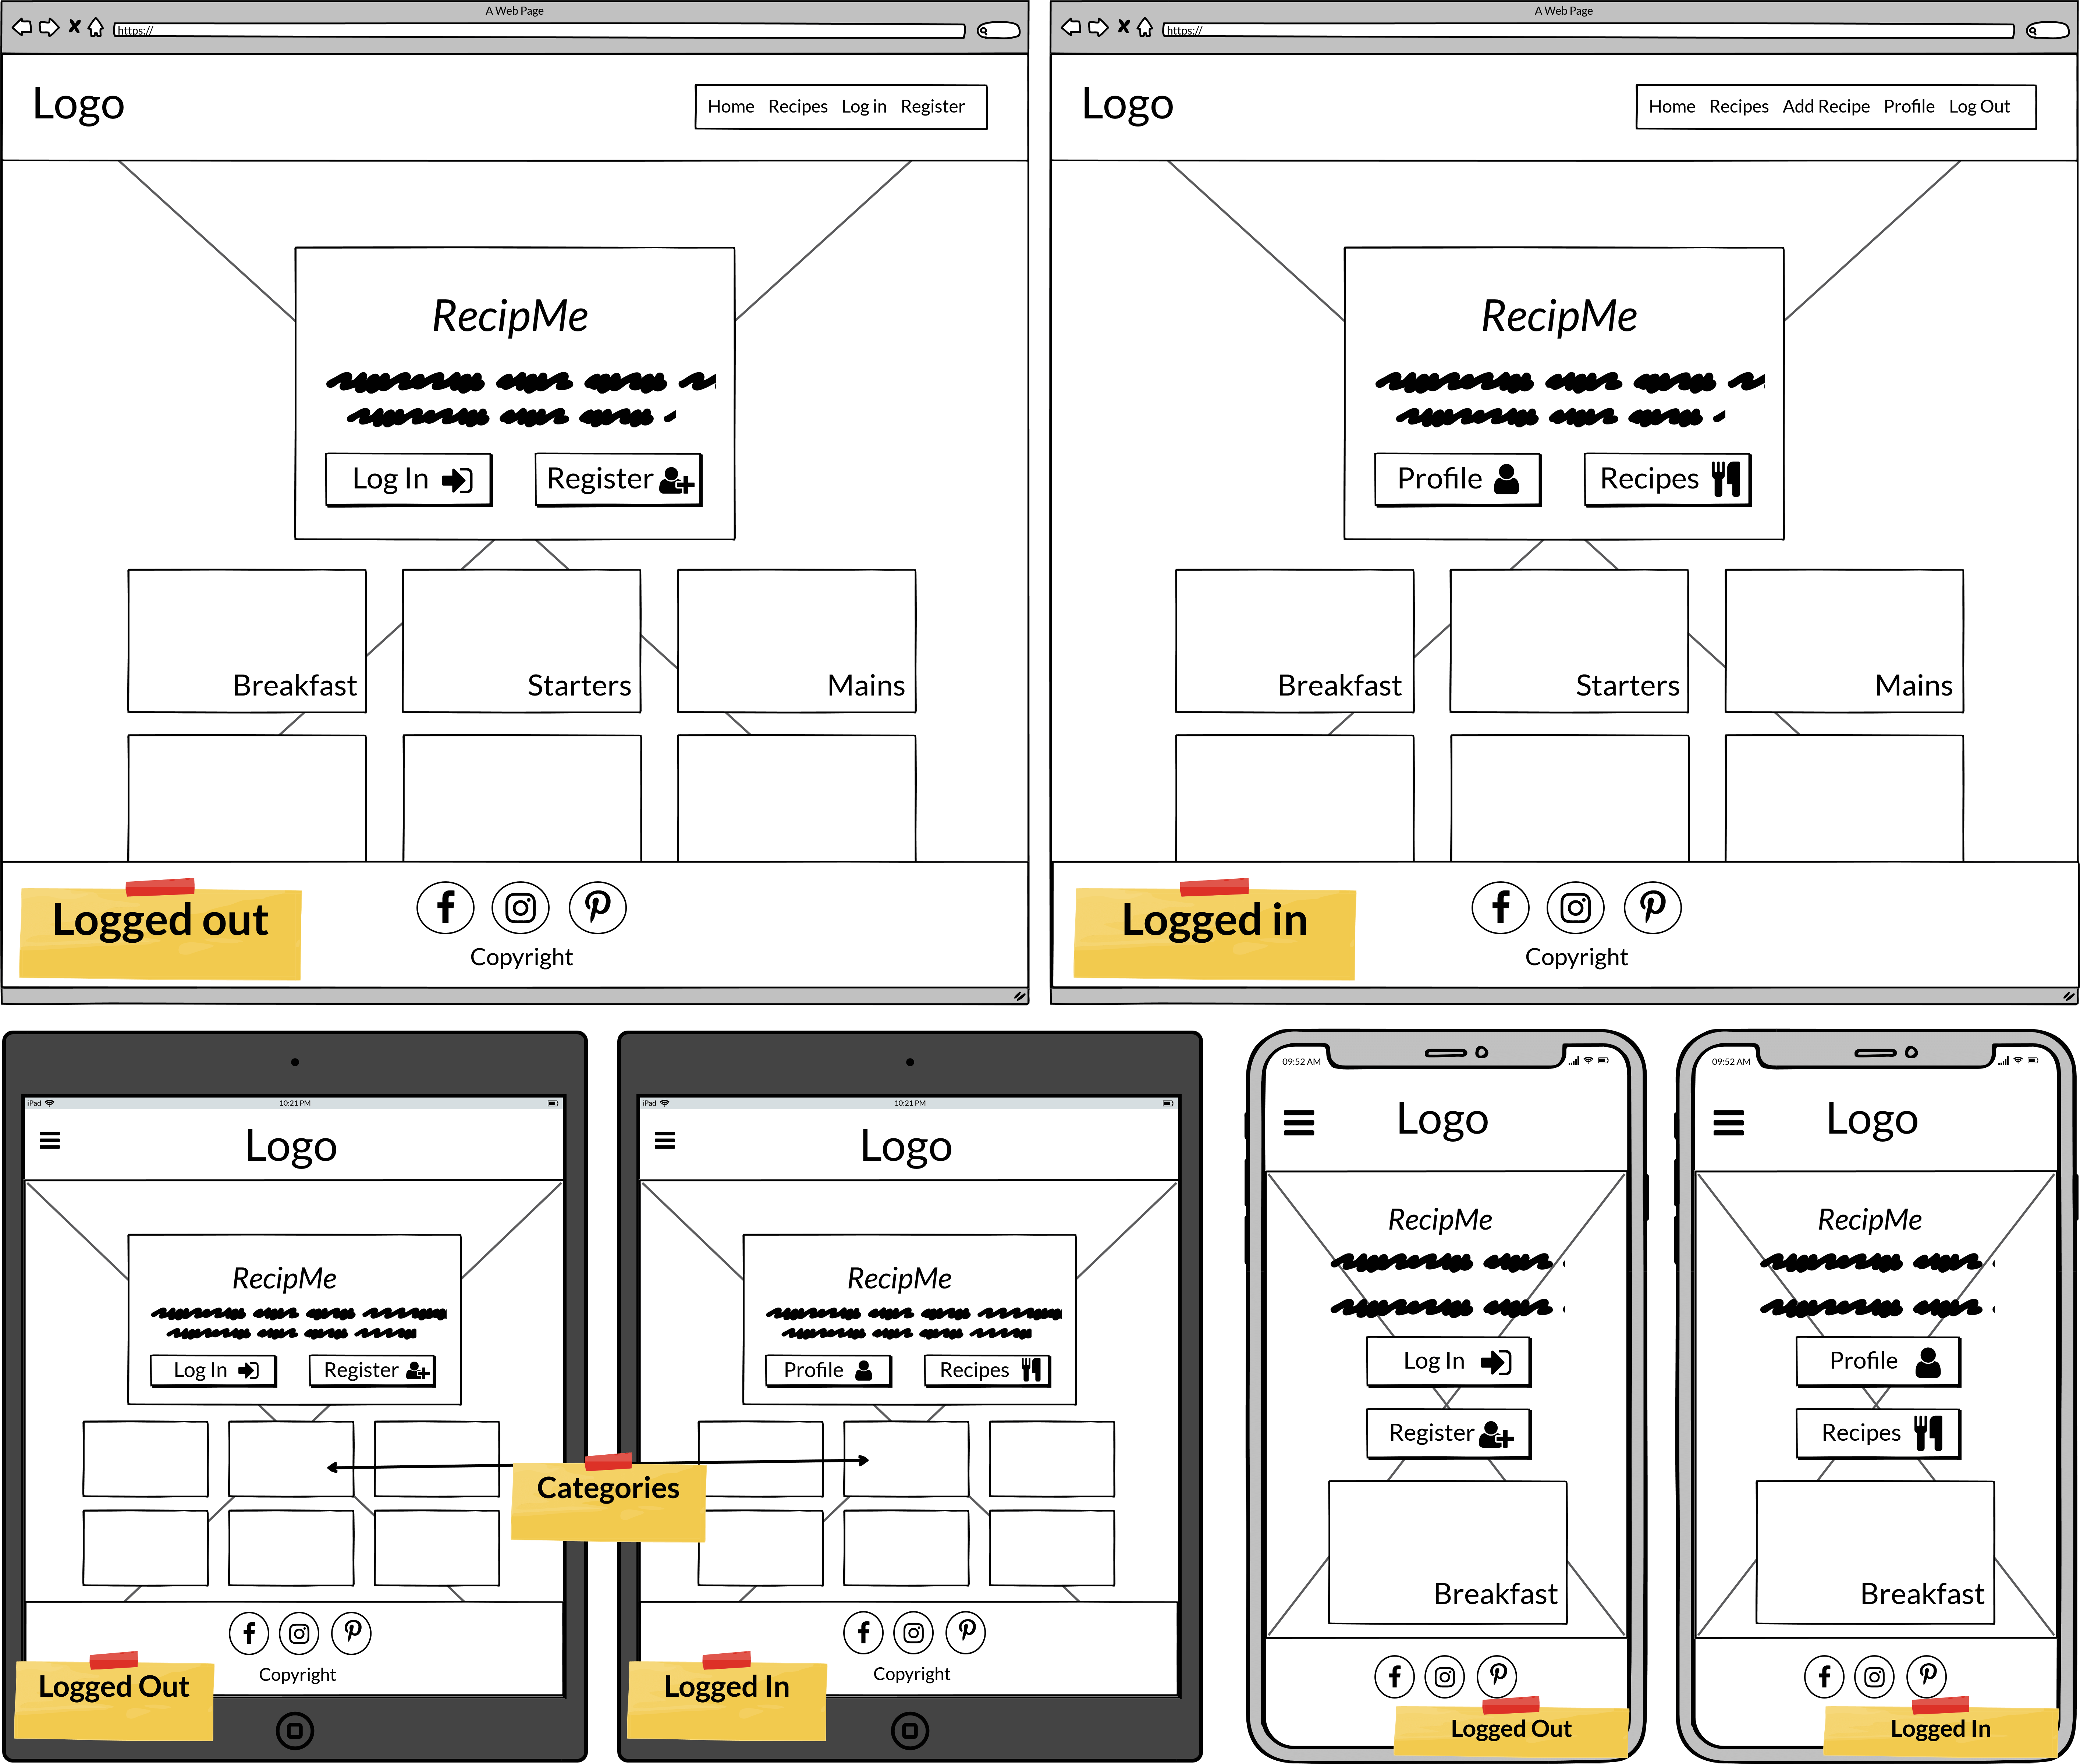 A Web Page
https://
Logo
Home Recipes Log in Register
RecipMe
Log In Register
Breakfast Starters Mains
Logged out
Copyright
A Web Page
https://
Logo
Home Recipes Add Recipe Profile Log Out
RecipMe
Profile Recipes
Breakfast Starters Mains
Logged in
Copyright
iPad 10:21 PM
Logo
RecipMe
Log In Register
Copyright
Logged Out
Categories
iPad 10:21 PM
Logo
RecipMe
Profile Recipes
Copyright
Logged In
09:52 AM
Logo
RecipMe
Log In
Register
Breakfast
Logged Out
09:52 AM
Logo
RecipMe
Profile
Recipes
Breakfast
Logged In